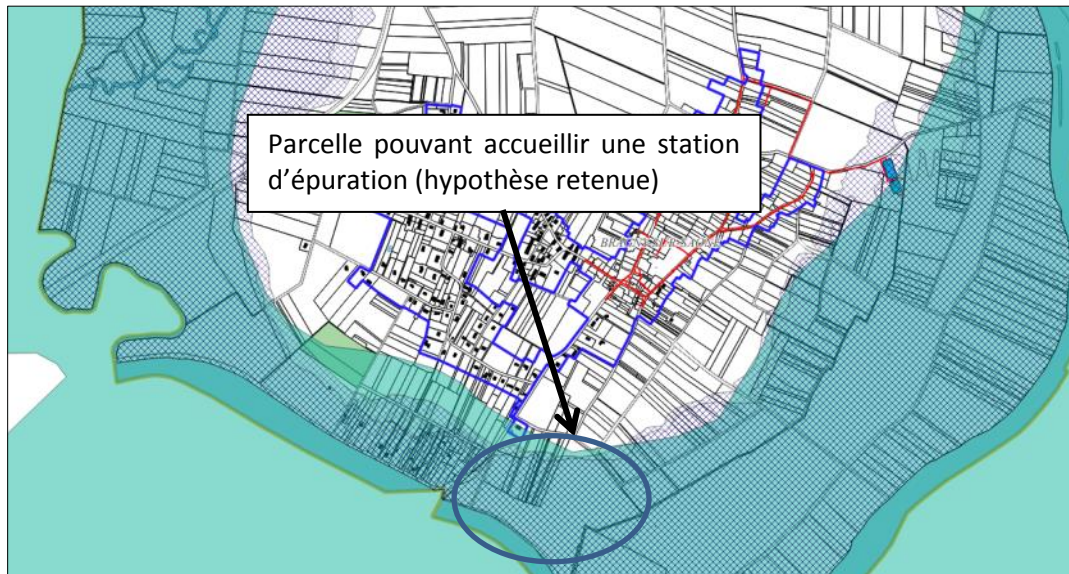 Parcelle pouvant accueillir une station
d’épuration (hypothèse retenue)